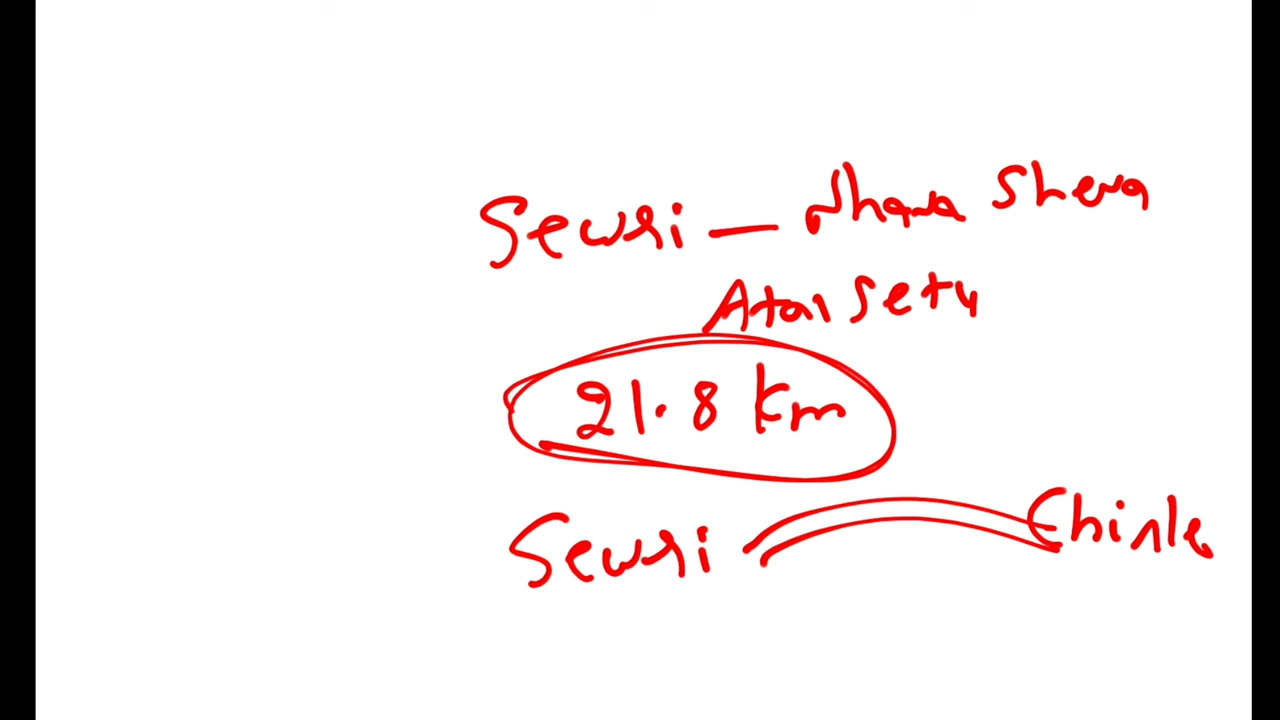 Sewri — Nhava Sheva
Atal Setu
21.8 km
Sewri Chirle